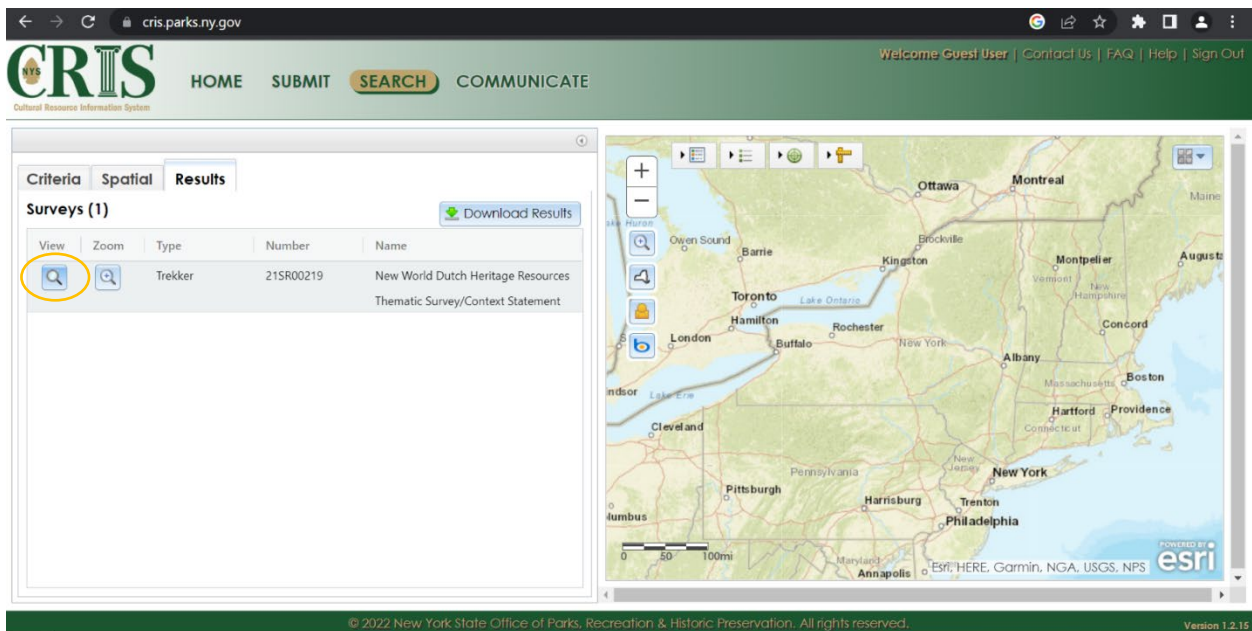 cris.parks.ny.gov
NYS
CRIS
Cultural Resource Information System
HOME SUBMIT SEARCH COMMUNICATE
Welcome Guest User | Contact Us | FAQ | Help | Sign Out
Criteria Spatial Results
Surveys (1)
Download Results
View Zoom Type Number Name
Trekker 21SR00219 New World Dutch Heritage Resources
Thematic Survey/Context Statement
Ottawa
Montreal
Maine
Huron
Owen Sound
Barrie
Brockville
Kingston
Montpelier
Augusta
Vermont
New
Hampshire
Toronto
Lake Ontario
Hamilton
Rochester
Concord
London
Buffalo
New York
Albany
Massachusetts
Boston
ndsor
Lake Erie
Hartford
Providence
Connecticut
Cleveland
New
Jersey
New York
Pennsylvania
Pittsburgh
Harrisburg
Trenton
lumbus
Philadelphia
0 50 100mi
Maryland
Annapolis
Esri, HERE, Garmin, NGA, USGS, NPS
POWERED BY
esri
© 2022 New York State Office of Parks, Recreation & Historic Preservation. All rights reserved.
Version 1.2.15